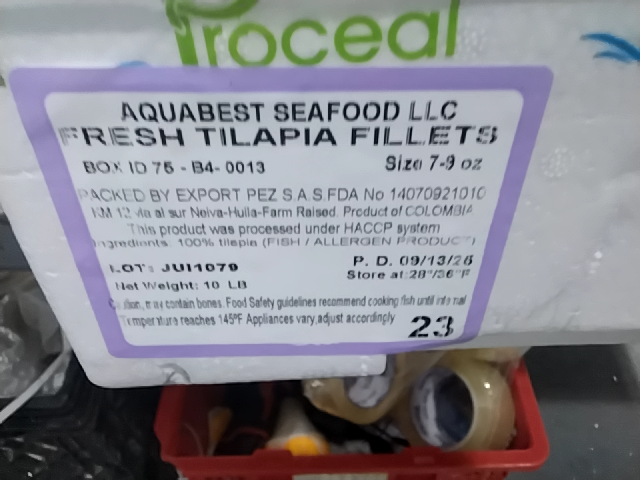 Proceal
AQUABEST SEAFOOD LLC
FRESH TILAPIA FILLETS
BOX ID 75 - B4- 0013
Size 7-9 oz
PACKED BY EXPORT PEZ S.A.S.FDA No 14070921010
KM 12 via al sur Neiva-Huila-Farm Raised. Product of COLOMBIA
This product was processed under HACCP system
Ingredients: 100% tilapia (FISH / ALLERGEN PRODUCT)
LOT: JUI1079
P. D. 09/13/
Net Weight: 10 LB
Store at:28°/36°F
Caution, may contain bones. Food Safety guidelines recommend cooking fish until internal
Temperature reaches 145ºF Appliances vary,adjust accordingly
23